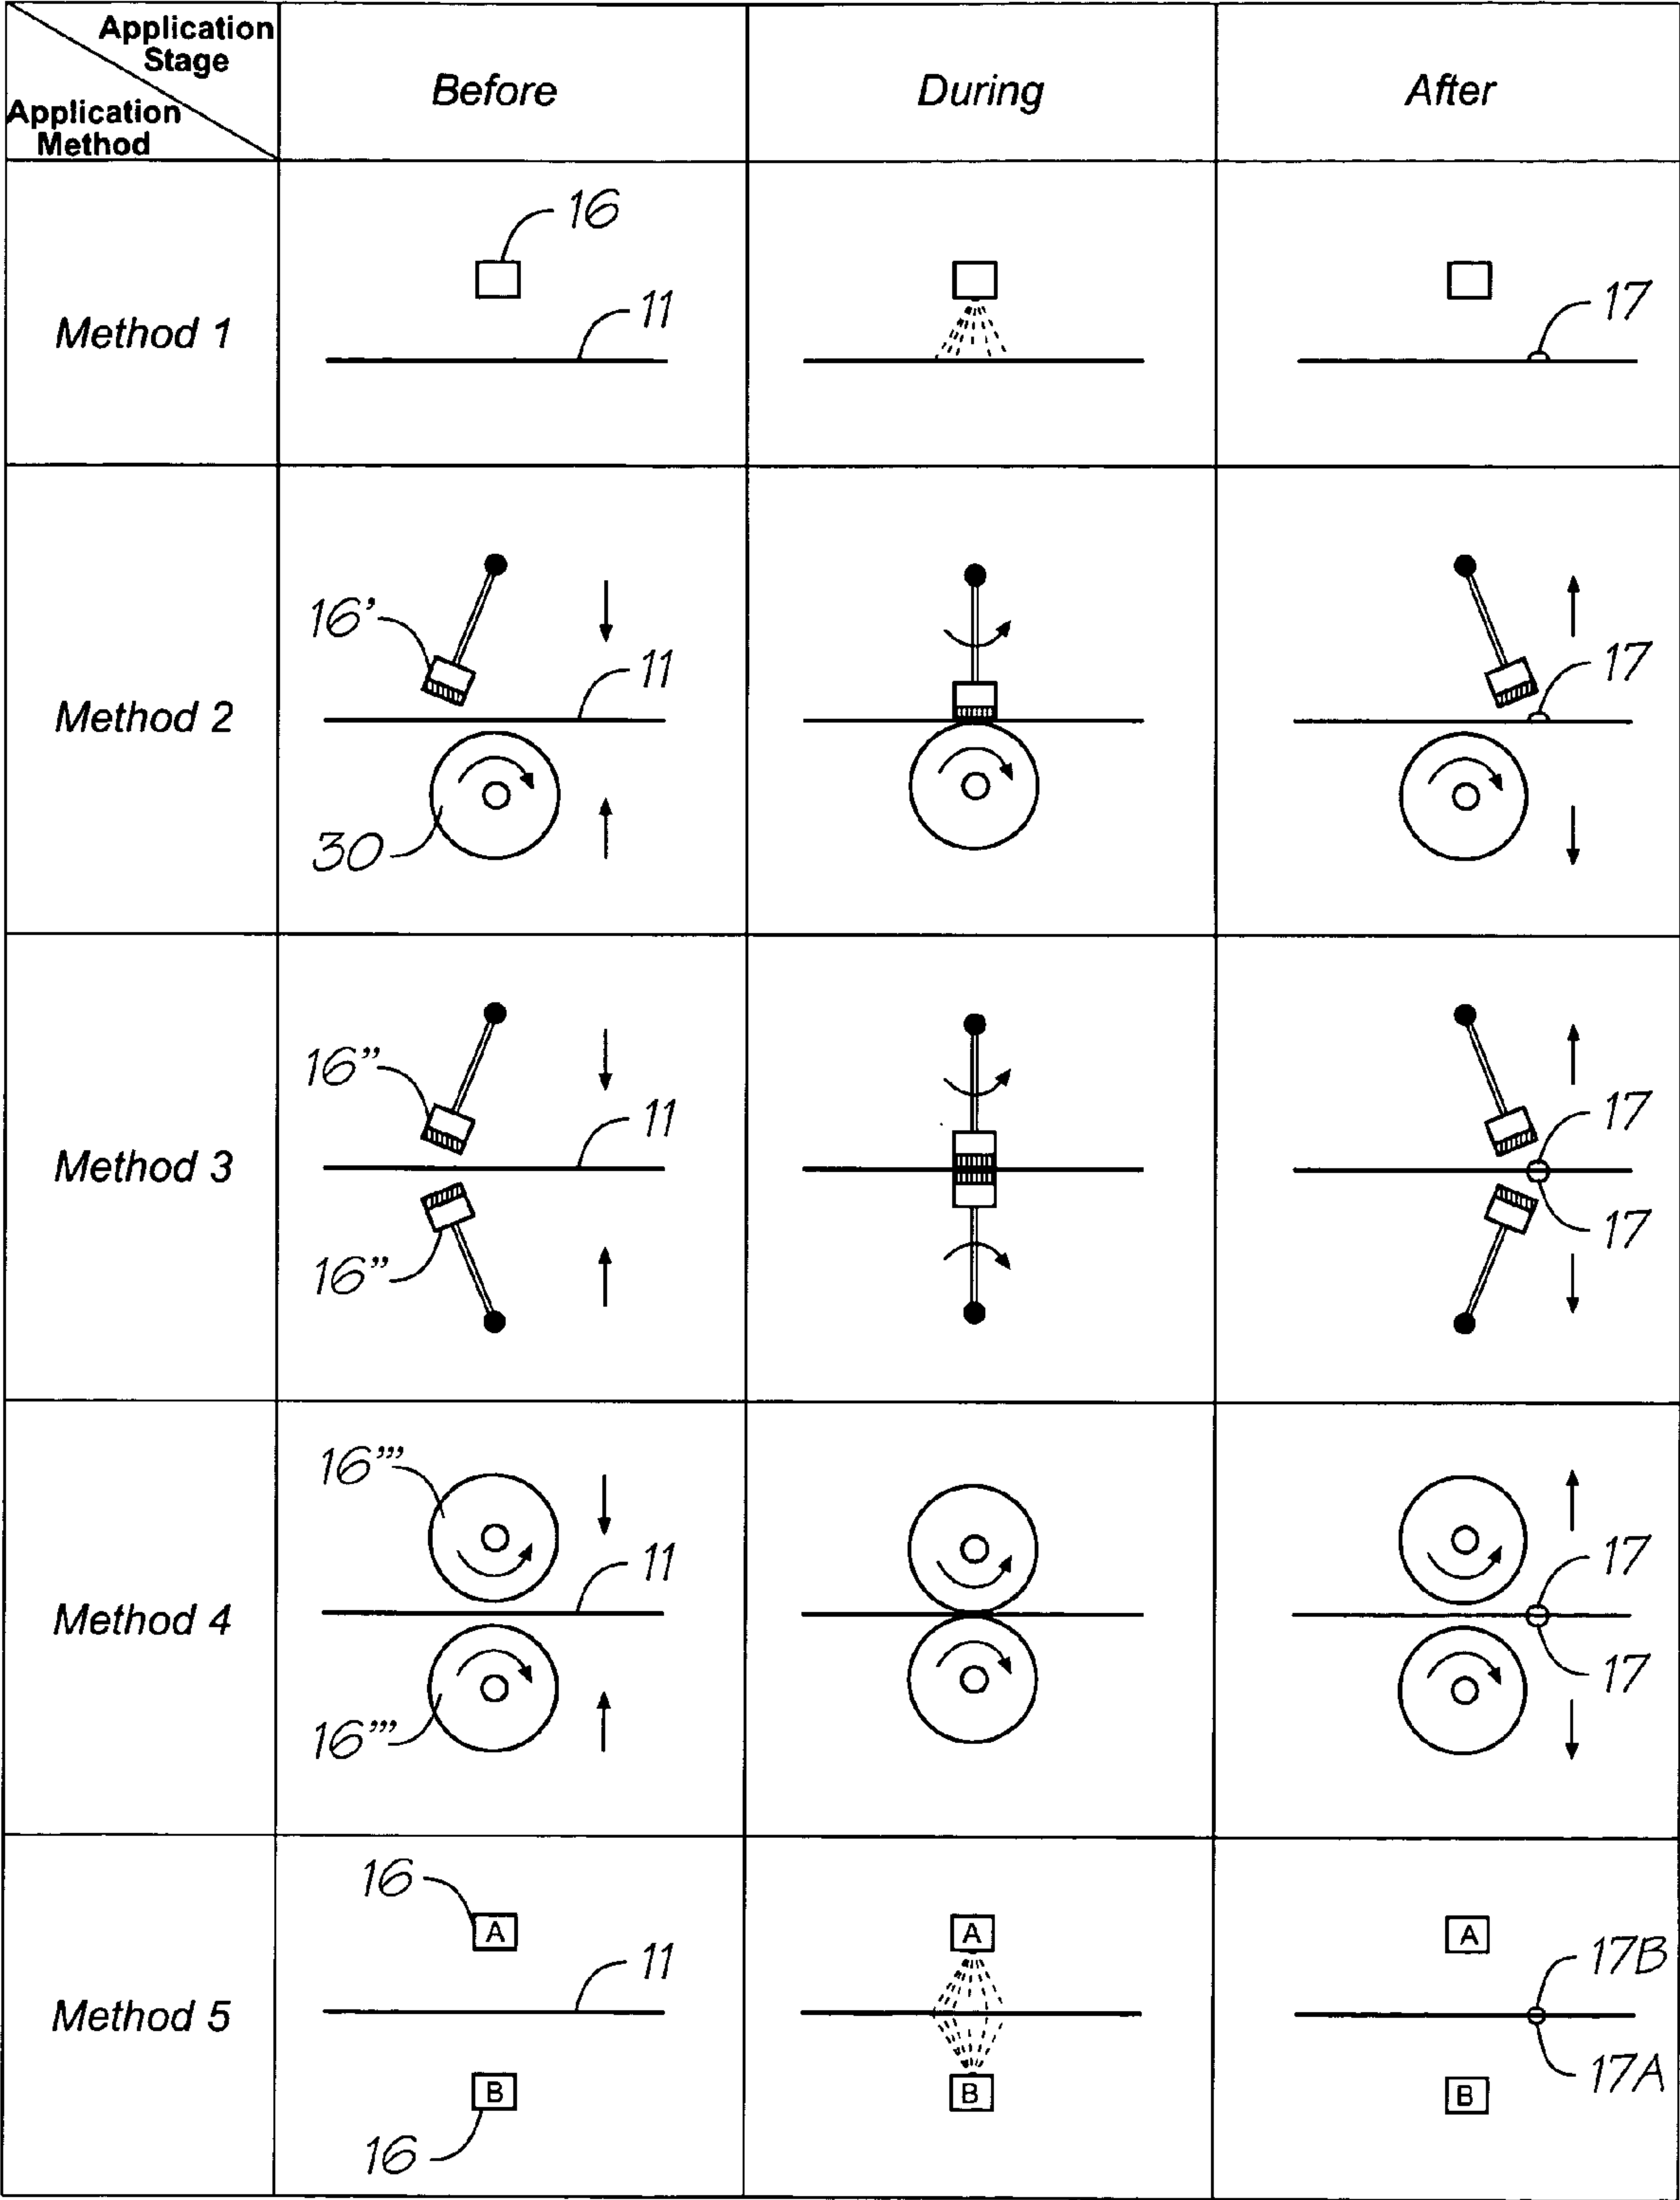 Application
Stage
Application
Method
Before
During
After
Method 1
16
11
17
Method 2
16’
11
30
17
Method 3
16”
11
16”
17
17
Method 4
16”’
11
16”’
17
17
Method 5
16
A
11
B
16
A
B
A
17B
17A
B